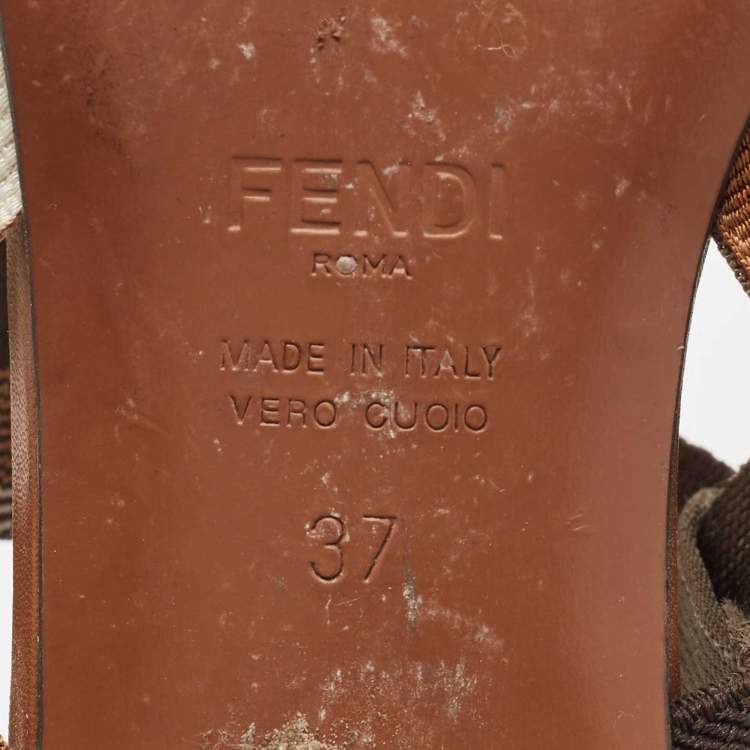 FENDI
ROMA
MADE IN ITALY
VERO CUOIO
37